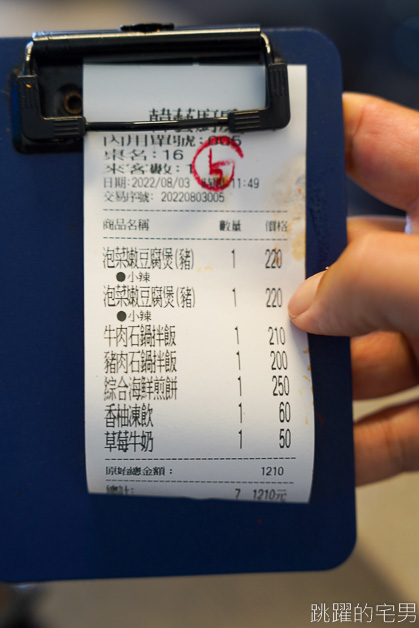 韓藝廚房
內用單號:005
桌名:16
來客數:1
5
日期:2022/08/03 時間:11:49
交易序號: 20220803005
商品名稱 數量 價格
泡菜嫩豆腐煲(豬) 1 220
●小辣
泡菜嫩豆腐煲(豬) 1 220
●小辣
牛肉石鍋拌飯 1 210
豬肉石鍋拌飯 1 200
綜合海鮮煎餅 1 250
香柚凍飲 1 60
草莓牛奶 1 50
原始總金額: 1210
總計: 7 1210元
跳躍的宅男